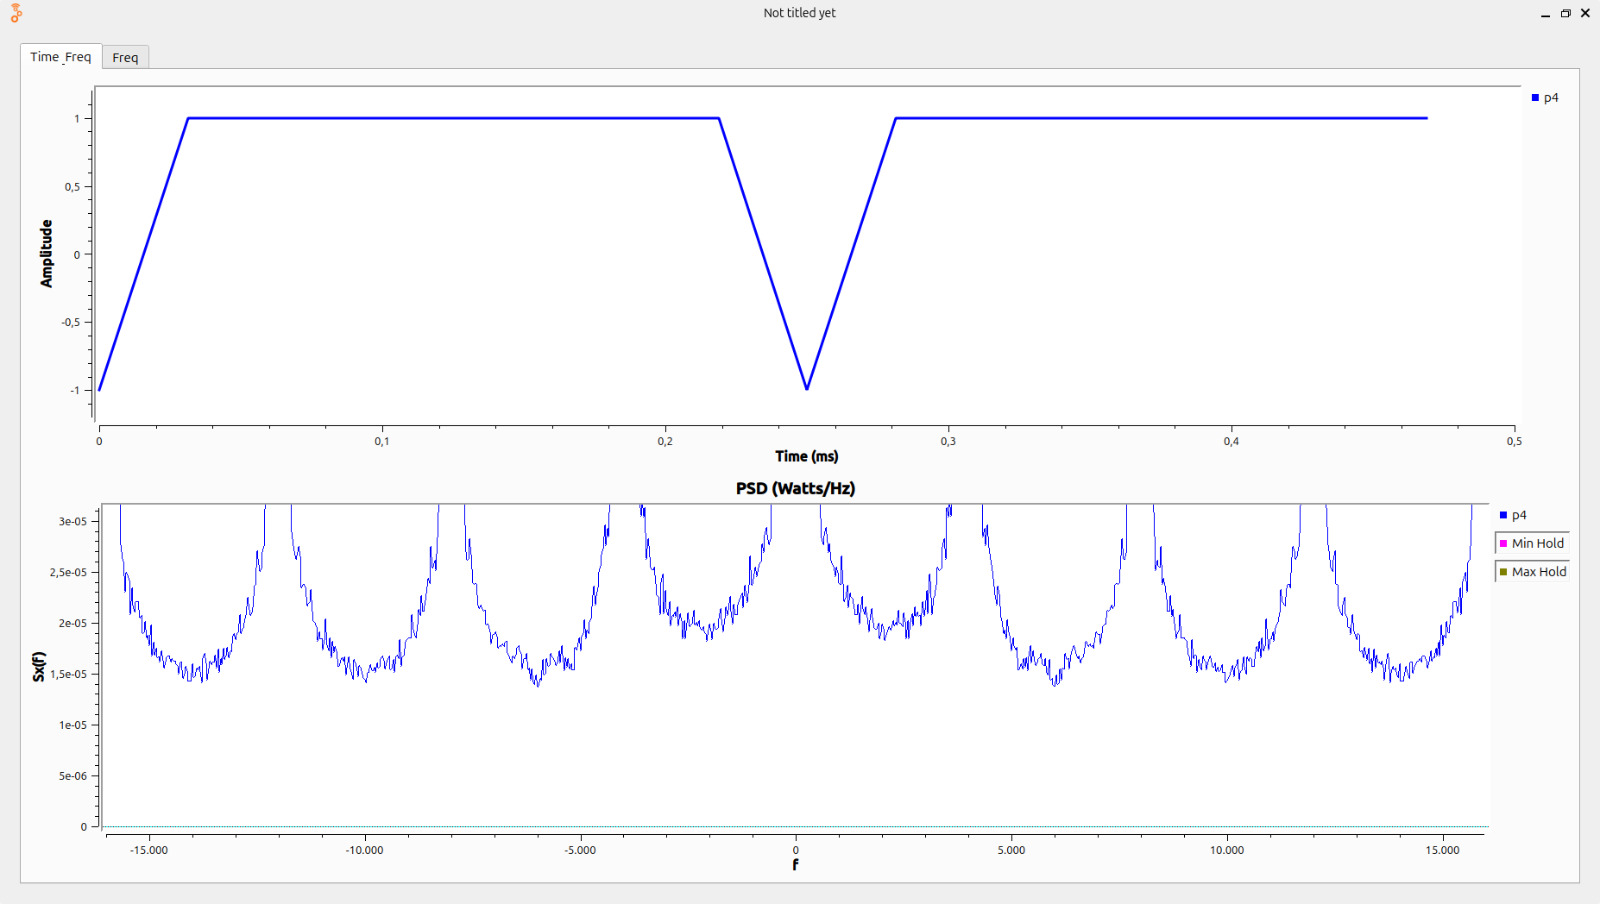 Not titled yet
Time_Freq
Freq
p4
1
0,5
0
-0,5
-1
Amplitude
0
0,1
0,2
0,3
0,4
0,5
Time (ms)
PSD (Watts/Hz)
p4
Min Hold
Max Hold
3e-05
2,5e-05
2e-05
1,5e-05
1e-05
5e-06
0
Sx(f)
-15.000
-10.000
-5.000
0
5.000
10.000
15.000
f